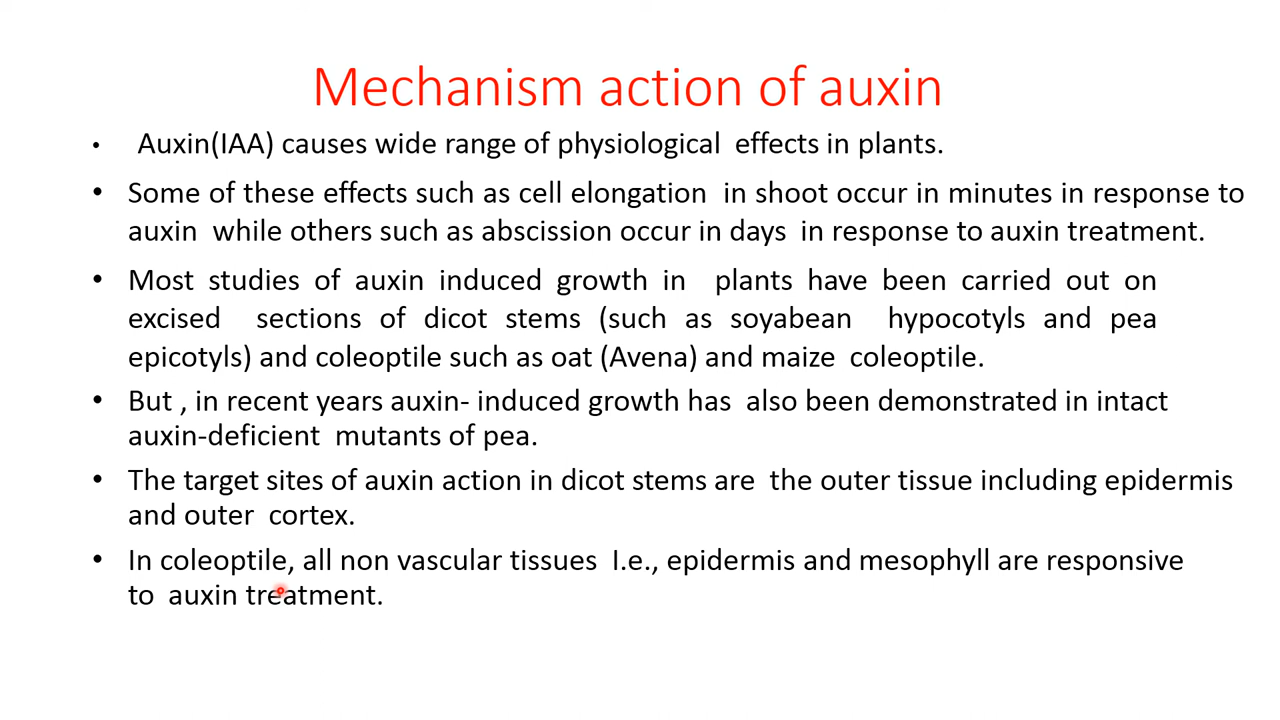 Mechanism action of auxin
• Auxin(IAA) causes wide range of physiological effects in plants.
• Some of these effects such as cell elongation in shoot occur in minutes in response to
auxin while others such as abscission occur in days in response to auxin treatment.
• Most studies of auxin induced growth in plants have been carried out on
excised sections of dicot stems (such as soyabean hypocotyls and pea
epicotyls) and coleoptile such as oat (Avena) and maize coleoptile.
• But , in recent years auxin- induced growth has also been demonstrated in intact
auxin-deficient mutants of pea.
• The target sites of auxin action in dicot stems are the outer tissue including epidermis
and outer cortex.
• In coleoptile, all non vascular tissues I.e., epidermis and mesophyll are responsive
to auxin treatment.